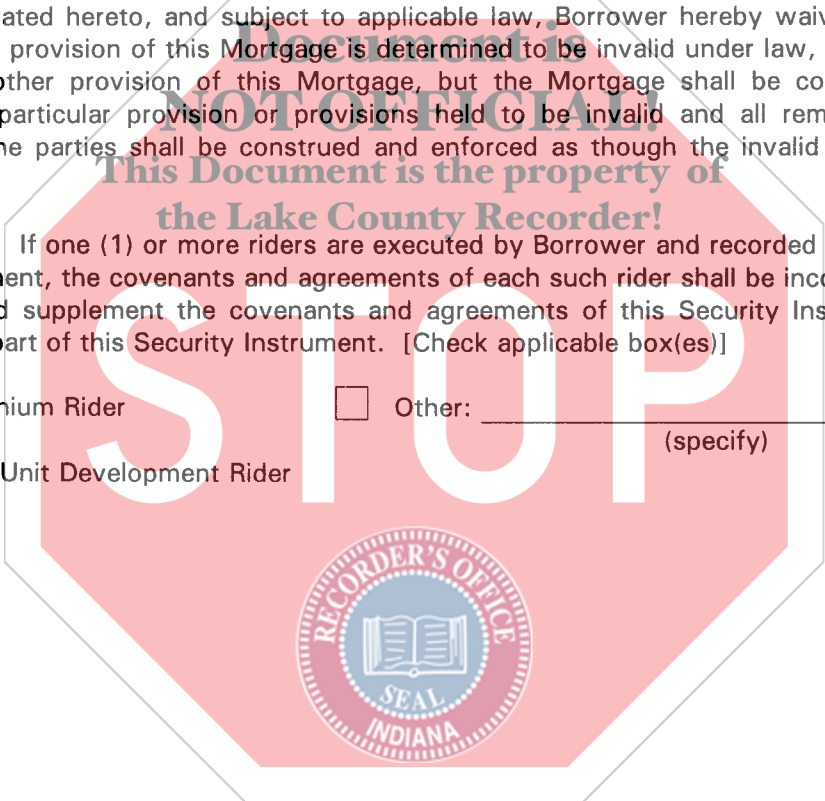 ated hereto, and subject to applicable law, Borrower hereby waiv
Document is
provision of this Mortgage is determined to be invalid under law,
other provision of this Mortgage, but the Mortgage shall be co
NOT OFFICIAL!
particular provision or provisions held to be invalid and all rem
he parties shall be construed and enforced as though the invalid
This Document is the property of
the Lake County Recorder!
If one (1) or more riders are executed by Borrower and recorded
ent, the covenants and agreements of each such rider shall be inco
d supplement the covenants and agreements of this Security Ins
part of this Security Instrument. [Check applicable box(es)]
STOP
nium Rider Other:
(specify)
Unit Development Rider
RECORDER'S OFFICE
SEAL
INDIANA